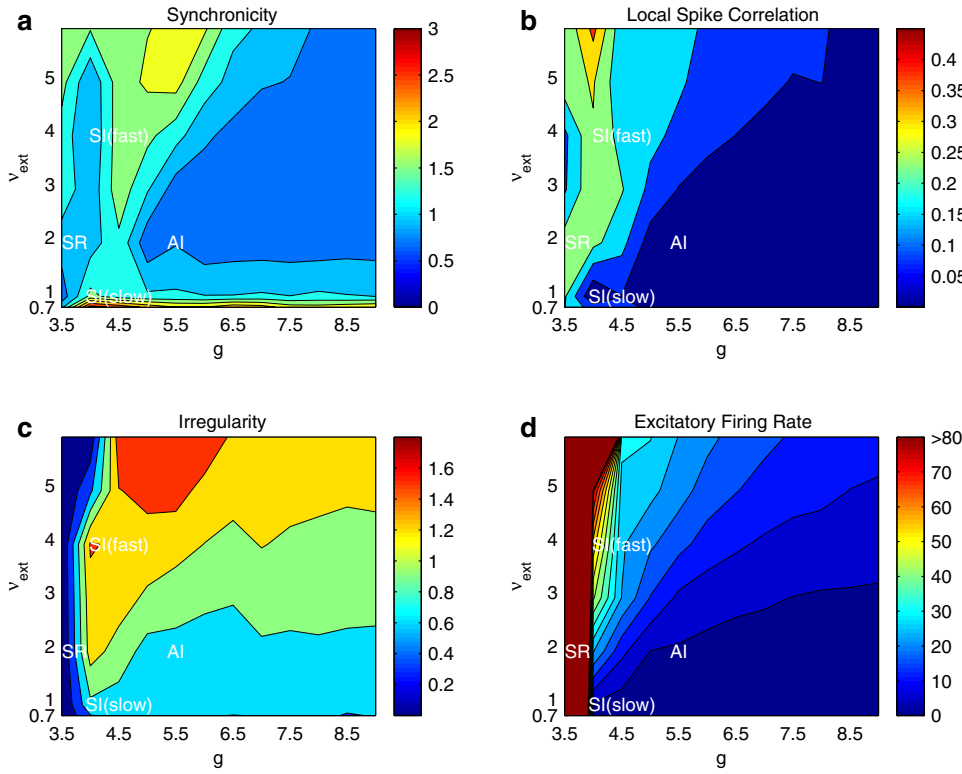 a
Synchronicity
ν_ext
5
4
3
2
1
0.7
3.5 4.5 5.5 6.5 7.5 8.5
g
SI(fast)
SR
AI
SI(slow)
3
2.5
2
1.5
1
0.5
0
b
Local Spike Correlation
ν_ext
5
4
3
2
1
0.7
3.5 4.5 5.5 6.5 7.5 8.5
g
SI(fast)
SR
AI
SI(slow)
0.4
0.35
0.3
0.25
0.2
0.15
0.1
0.05
c
Irregularity
ν_ext
5
4
3
2
1
0.7
3.5 4.5 5.5 6.5 7.5 8.5
g
SI(fast)
SR
AI
SI(slow)
1.6
1.4
1.2
1
0.8
0.6
0.4
0.2
d
Excitatory Firing Rate
ν_ext
5
4
3
2
1
0.7
3.5 4.5 5.5 6.5 7.5 8.5
g
SI(fast)
SR
AI
SI(slow)
>80
70
60
50
40
30
20
10
0